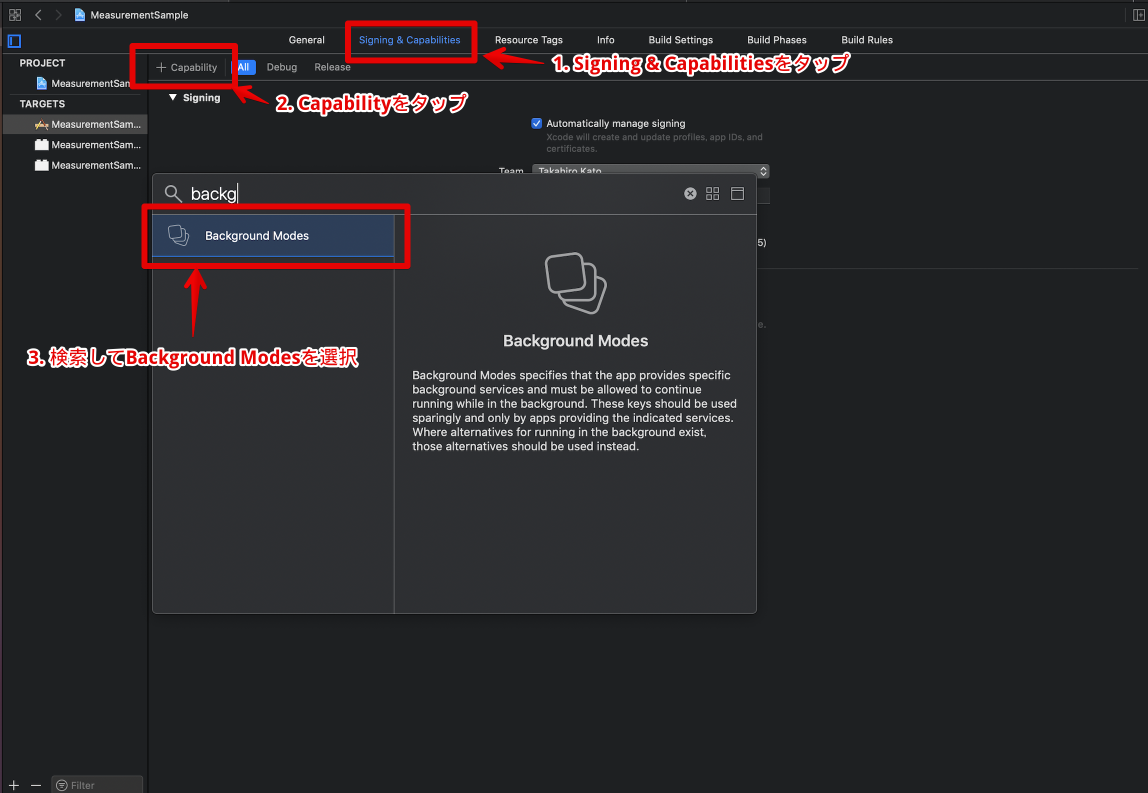 MeasurementSample
General
Signing & Capabilities
Resource Tags
Info
Build Settings
Build Phases
Build Rules
1. Signing & Capabilitiesをタップ
PROJECT
MeasurementSam
TARGETS
MeasurementSam...
MeasurementSam...
MeasurementSam...
+ Capability
All
Debug
Release
2. Capabilityをタップ
Signing
Automatically manage signing
Xcode will create and update profiles, app IDs, and
certificates.
Team
Takahiro Kato
backg
5)
Background Modes
e.
3. 検索してBackground Modesを選択
Background Modes
Background Modes specifies that the app provides specific
background services and must be allowed to continue
running while in the background. These keys should be used
sparingly and only by apps providing the indicated services.
Where alternatives for running in the background exist,
those alternatives should be used instead.
Filter